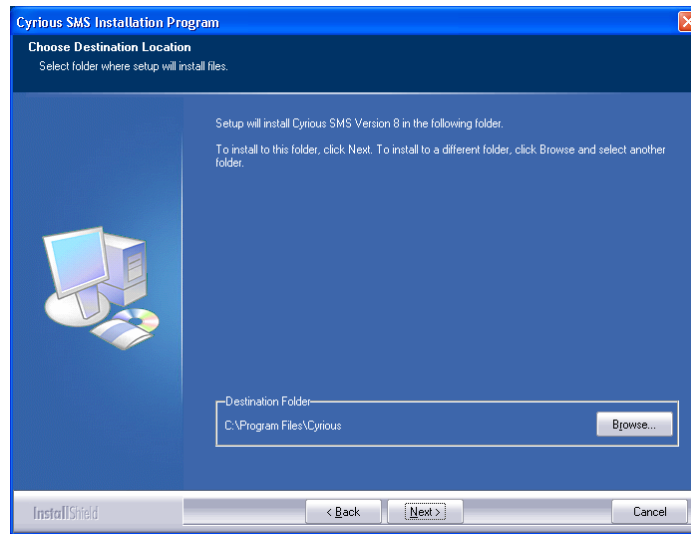 Cyrious SMS Installation Program
Choose Destination Location
Select folder where setup will install files.
Setup will install Cyrious SMS Version 8 in the following folder.
To install to this folder, click Next. To install to a different folder, click Browse and select another
folder.
Destination Folder
C:\Program Files\Cyrious
Browse...
InstallShield
< Back
Next >
Cancel